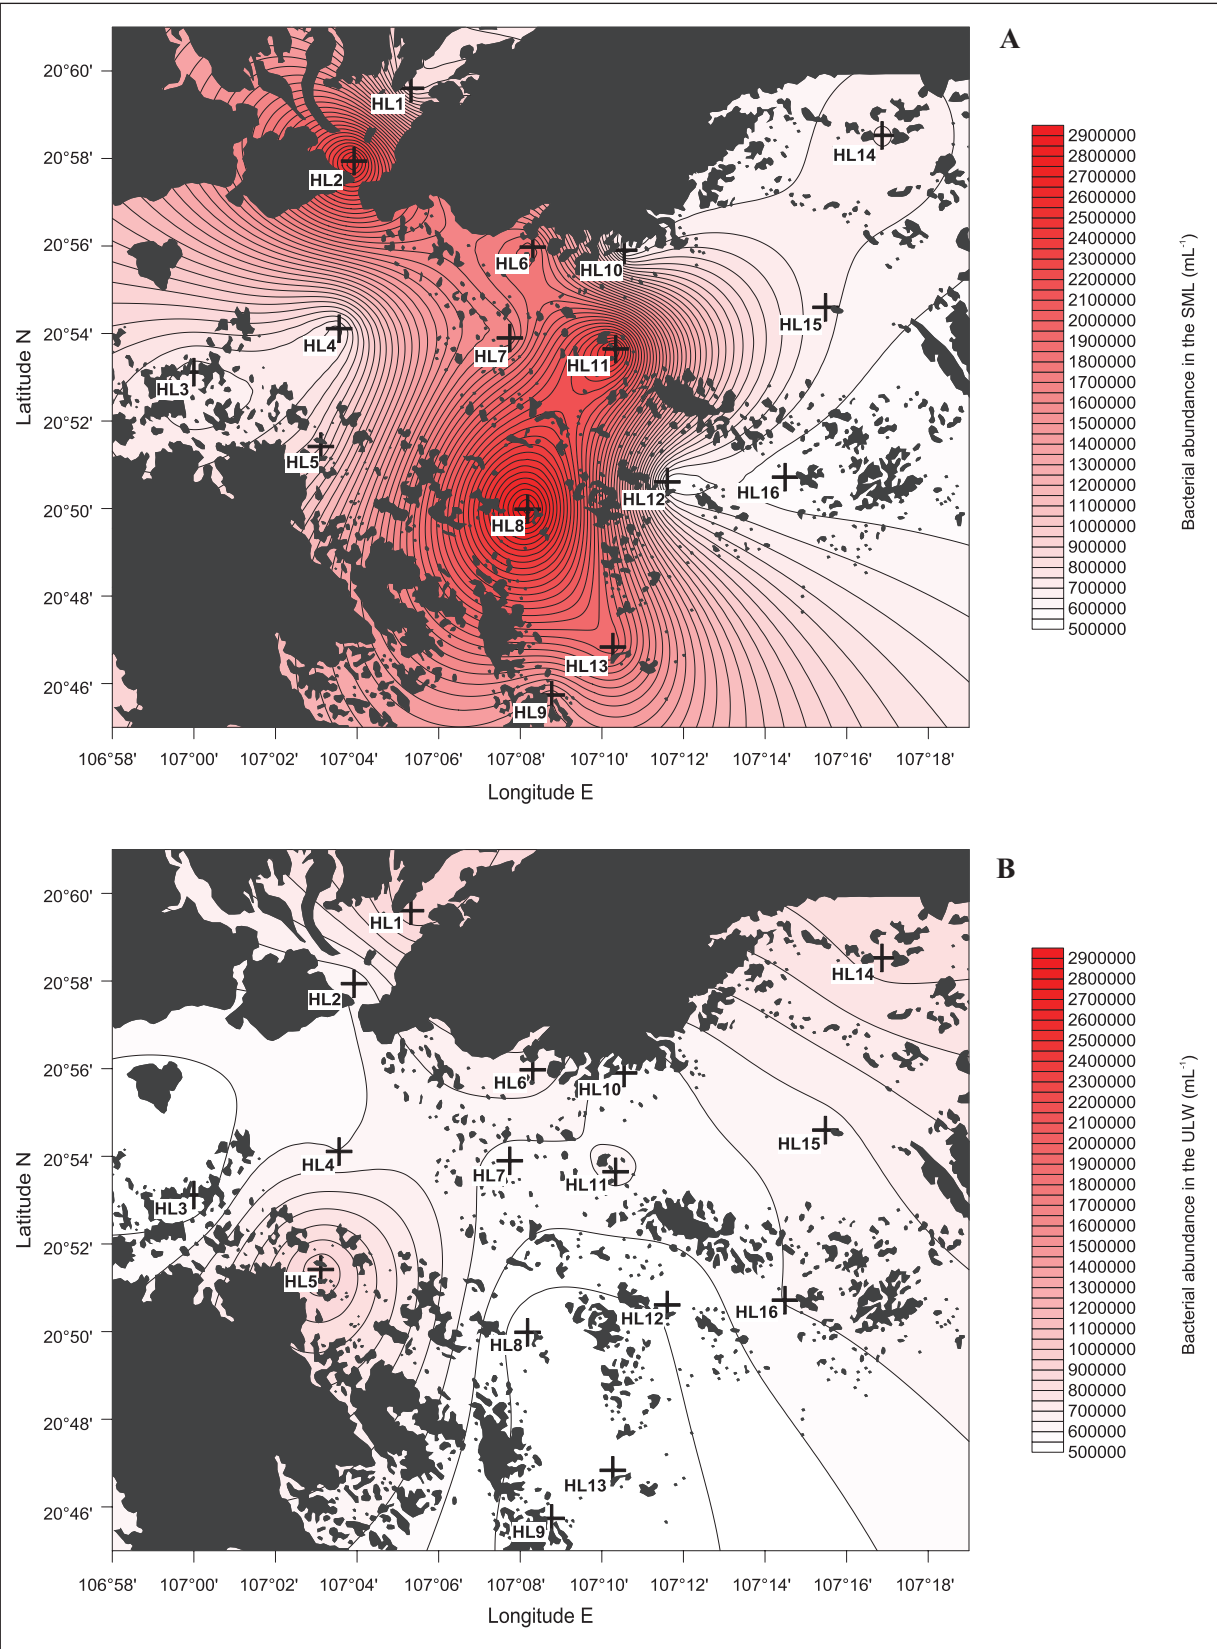 A
20°60'
20°58'
20°56'
20°54'
20°52'
20°50'
20°48'
20°46'
Latitude N
HL1
HL2
HL14
HL6
HL10
HL15
HL4
HL7
HL11
HL3
HL5
HL12
HL16
HL8
HL13
HL9
106°58' 107°00' 107°02' 107°04' 107°06' 107°08' 107°10' 107°12' 107°14' 107°16' 107°18'
Longitude E
2900000
2800000
2700000
2600000
2500000
2400000
2300000
2200000
2100000
2000000
1900000
1800000
1700000
1600000
1500000
1400000
1300000
1200000
1100000
1000000
900000
800000
700000
600000
500000
Bacterial abundance in the SML (mL⁻¹)
B
20°60'
20°58'
20°56'
20°54'
20°52'
20°50'
20°48'
20°46'
Latitude N
HL1
HL14
HL2
HL6
HL10
HL15
HL4
HL7
HL11
HL3
HL5
HL16
HL12
HL8
HL13
HL9
106°58' 107°00' 107°02' 107°04' 107°06' 107°08' 107°10' 107°12' 107°14' 107°16' 107°18'
Longitude E
2900000
2800000
2700000
2600000
2500000
2400000
2300000
2200000
2100000
2000000
1900000
1800000
1700000
1600000
1500000
1400000
1300000
1200000
1100000
1000000
900000
800000
700000
600000
500000
Bacterial abundance in the ULW (mL⁻¹)